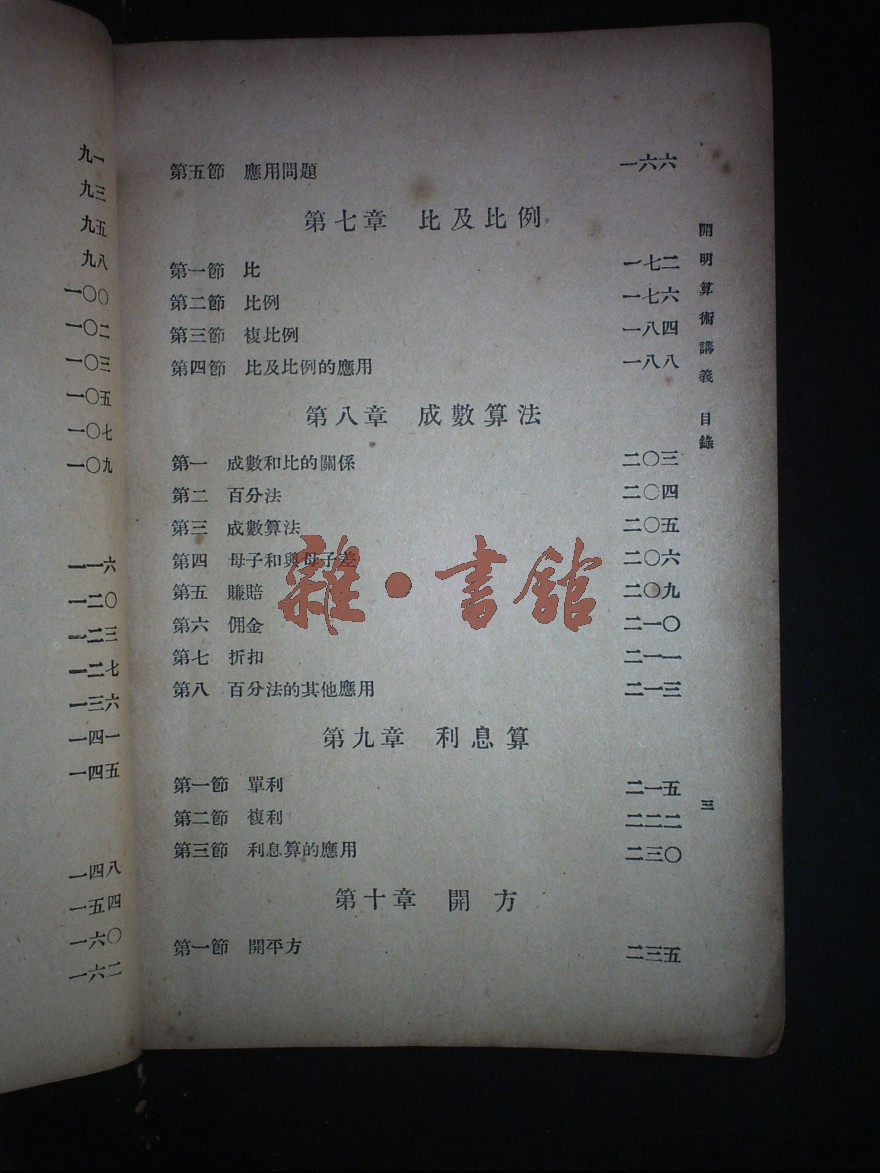 九一
九三
九五
九八
一〇〇
一〇二
一〇三
一〇五
一〇七
一〇九
一一六
一二〇
一二三
一二七
一三六
一四一
一四五
一四八
一五四
一六〇
一六二
第五節 應用問題 一六六
第七章 比及比例
第一節 比 一七二
第二節 比例 一七六
第三節 複比例 一八四
第四節 比及比例的應用 一八八
第八章 成數算法
第一 成數和比的關係 二〇三
第二 百分法 二〇四
第三 成數算法 二〇五
第四 母子和與母子差 二〇六
第五 賺賠 二〇九
第六 佣金 二一〇
第七 折扣 二一一
第八 百分法的其他應用 二一三
第九章 利息算
第一節 單利 二一五
第二節 複利 二二二
第三節 利息算的應用 二三〇
第十章 開方
第一節 開平方 二三五
開明算術講義 目錄
三
雜·書館